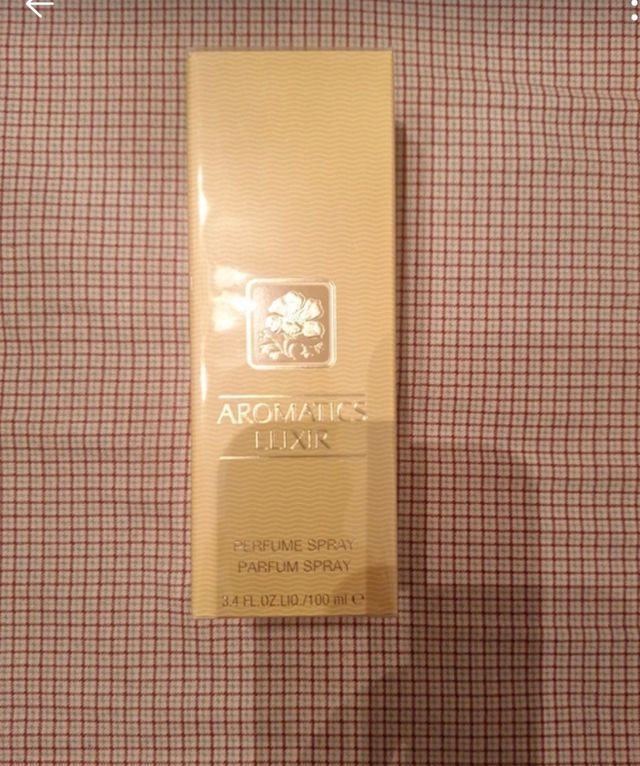 AROMATICS
ELIXIR
PERFUME SPRAY
PARFUM SPRAY
3.4 FL.OZ.LIQ./100 ml ℮